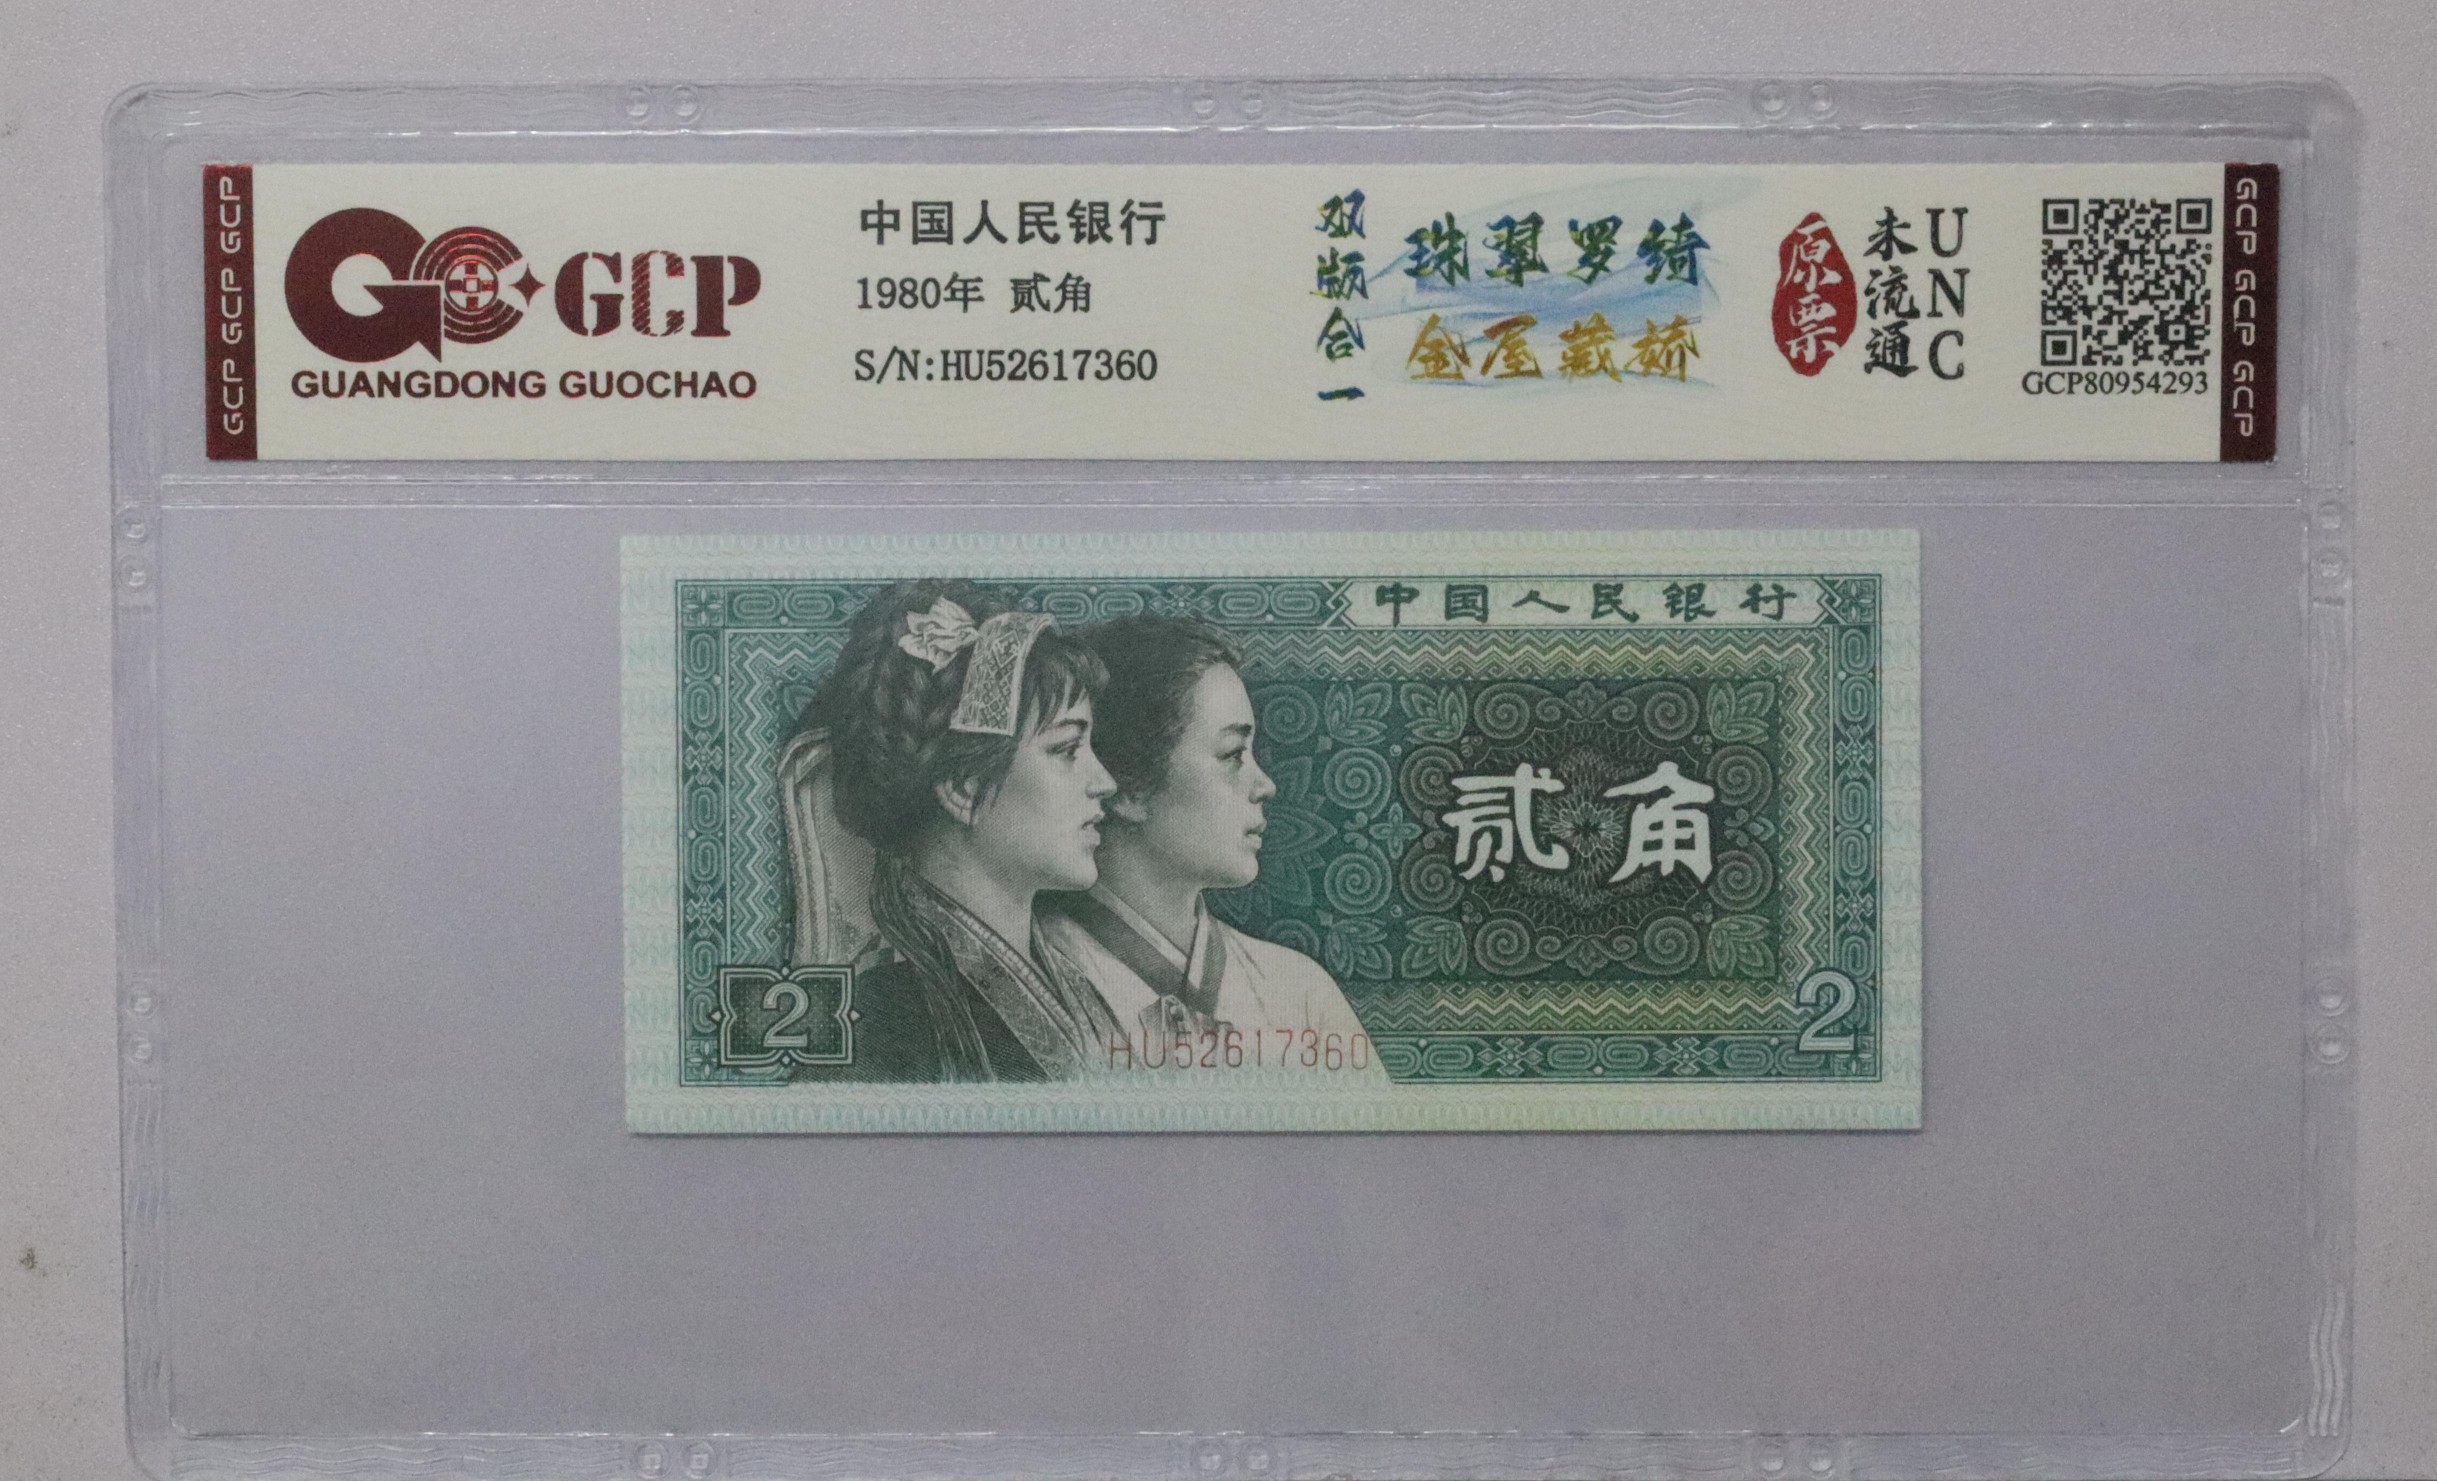 GCP GCP GCP
GCP
GUANGDONG GUOCHAO
中国人民银行
1980年 贰角
S/N:HU52617360
双版合一
珠翠罗绮
金屋藏娇
原票
未流通
UNC
GCP80954293
GCP GCP GCP
中国人民银行
贰角
2
2
HU52617360